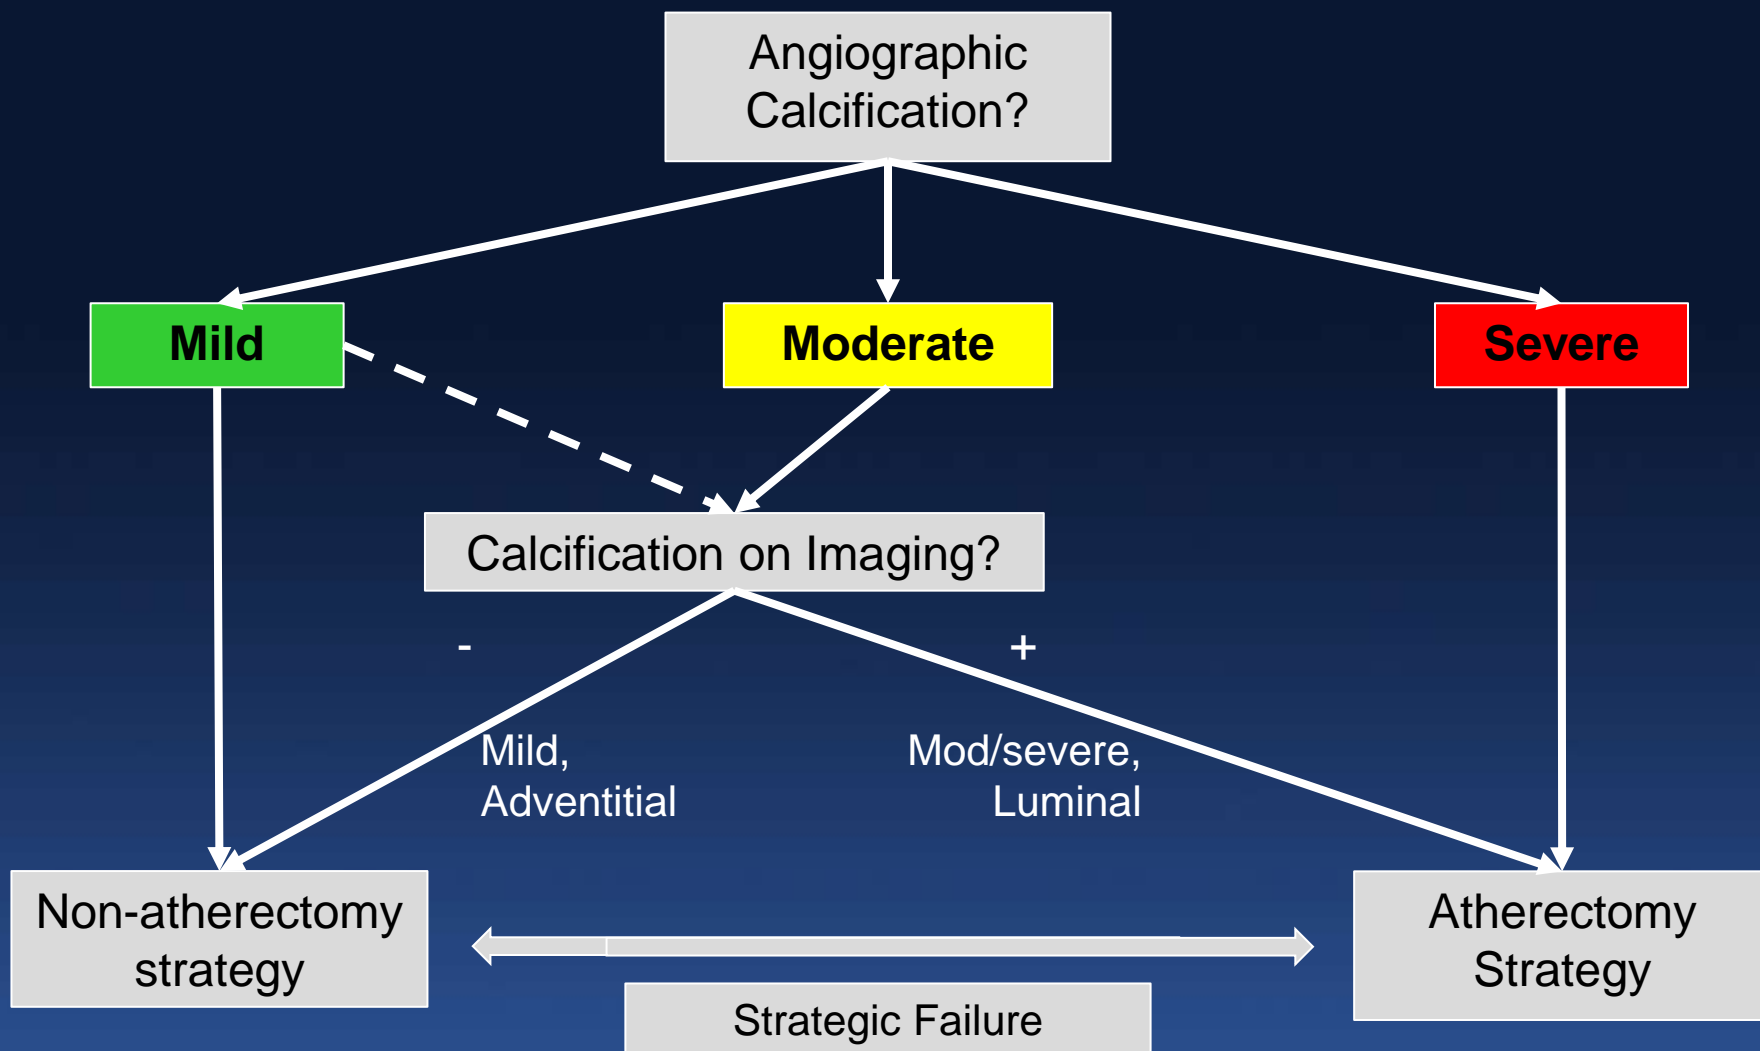 Angiographic
Calcification?
Mild
Moderate
Severe
Calcification on Imaging?
-
+
Mild,
Adventitial
Mod/severe,
Luminal
Non-atherectomy
strategy
Atherectomy
Strategy
Strategic Failure